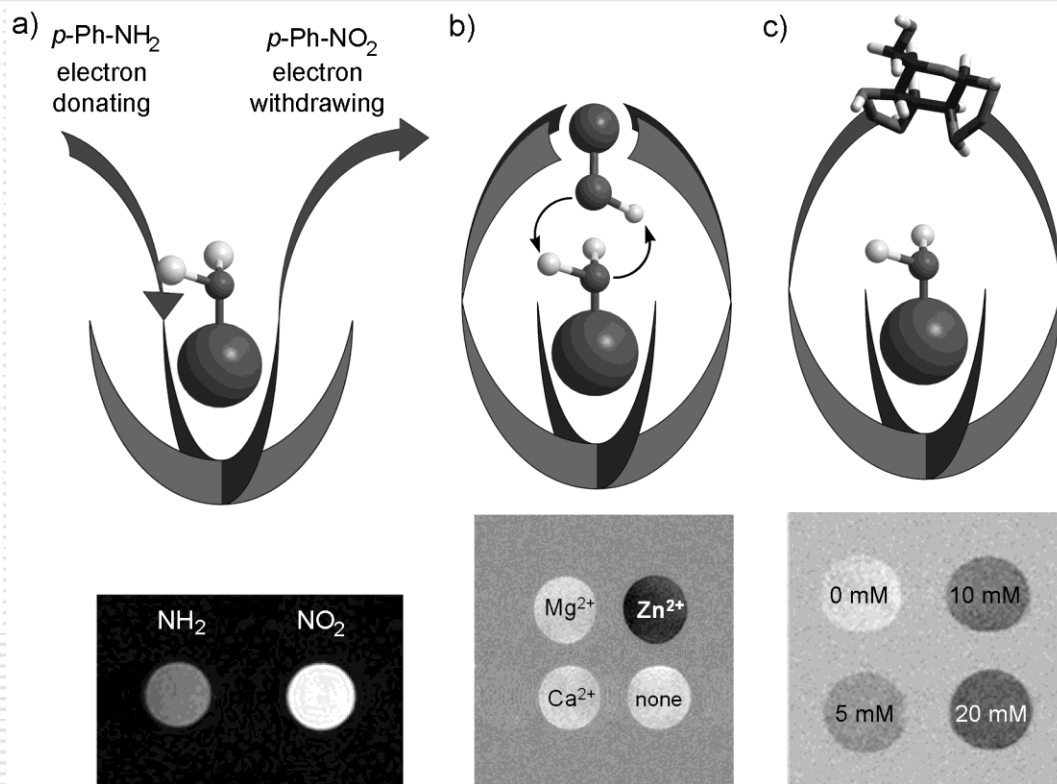 a)
p-Ph-NH₂
electron
donating
p-Ph-NO₂
electron
withdrawing
NH₂
NO₂
b)
Mg²⁺
Zn²⁺
Ca²⁺
none
c)
0 mM
10 mM
5 mM
20 mM